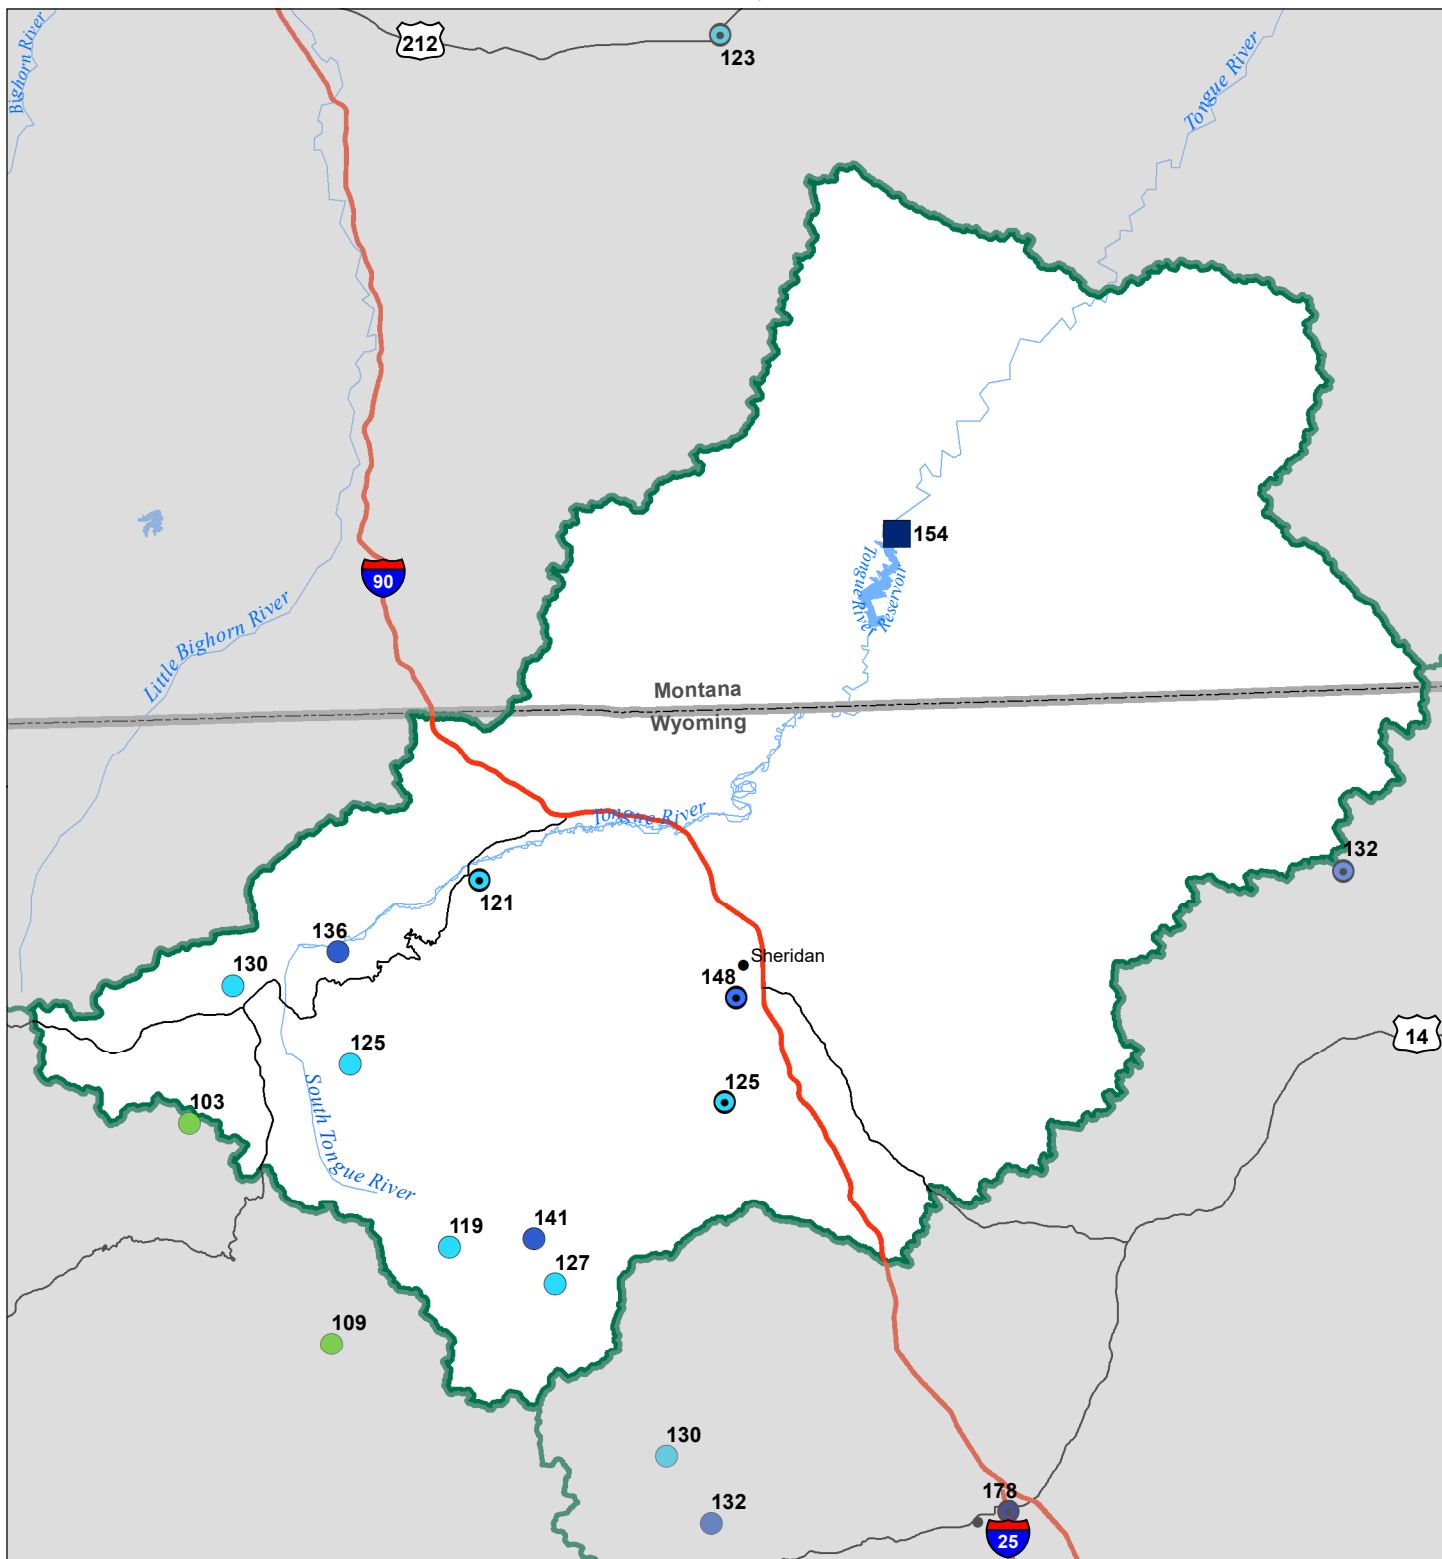 212
123
Bighorn River
Tongue River
154
Tongue River
Reservoir
90
Little Bighorn River
Montana
Wyoming
Tongue River
132
121
136
130
Sheridan
148
14
125
125
103
South Tongue River
119
141
127
109
130
132
178
25